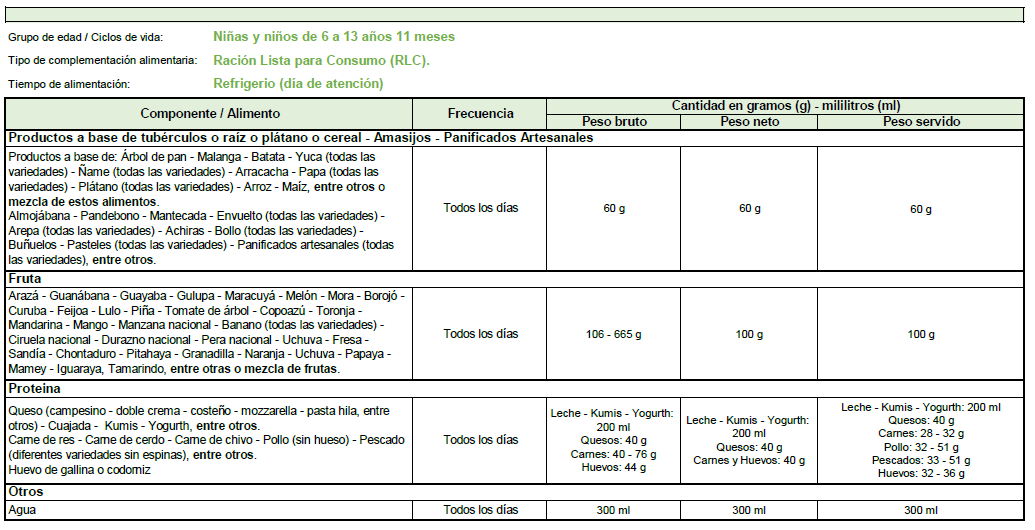 Grupo de edad / Ciclos de vida: Niñas y niños de 6 a 13 años 11 meses
Tipo de complementación alimentaria: Ración Lista para Consumo (RLC).
Tiempo de alimentación: Refrigerio (día de atención)
Componente / Alimento
Frecuencia
Cantidad en gramos (g) - mililitros (ml)
Peso bruto
Peso neto
Peso servido
Productos a base de tubérculos o raíz o plátano o cereal - Amasijos - Panificados Artesanales
Productos a base de: Árbol de pan - Malanga - Batata - Yuca (todas las
variedades) - Ñame (todas las variedades) - Arracacha - Papa (todas las
variedades) - Plátano (todas las variedades) - Arroz - Maíz, entre otros o
mezcla de estos alimentos.
Almojábana - Pandebono - Mantecada - Envuelto (todas las variedades) -
Arepa (todas las variedades) - Achiras - Bollo (todas las variedades) -
Buñuelos - Pasteles (todas las variedades) - Panificados artesanales (todas
las variedades), entre otros.
Todos los días
60 g
60 g
60 g
Fruta
Arazá - Guanábana - Guayaba - Gulupa - Maracuyá - Melón - Mora - Borojó -
Curuba - Feijoa - Lulo - Piña - Tomate de árbol - Copoazú - Toronja -
Mandarina - Mango - Manzana nacional - Banano (todas las variedades) -
Ciruela nacional - Durazno nacional - Pera nacional - Uchuva - Fresa -
Sandía - Chontaduro - Pitahaya - Granadilla - Naranja - Uchuva - Papaya -
Mamey - Iguaraya, Tamarindo, entre otras o mezcla de frutas.
Todos los días
106 - 665 g
100 g
100 g
Proteina
Queso (campesino - doble crema - costeño - mozzarella - pasta hila, entre
otros) - Cuajada - Kumis - Yogurth, entre otros.
Carne de res - Carne de cerdo - Carne de chivo - Pollo (sin hueso) - Pescado
(diferentes variedades sin espinas), entre otros.
Huevo de gallina o codorniz
Todos los días
Leche - Kumis - Yogurth:
200 ml
Quesos: 40 g
Carnes: 40 - 76 g
Huevos: 44 g
Leche - Kumis - Yogurth:
200 ml
Quesos: 40 g
Carnes y Huevos: 40 g
Leche - Kumis - Yogurth: 200 ml
Quesos: 40 g
Carnes: 28 - 32 g
Pollo: 32 - 51 g
Pescados: 33 - 51 g
Huevos: 32 - 36 g
Otros
Agua
Todos los días
300 ml
300 ml
300 ml